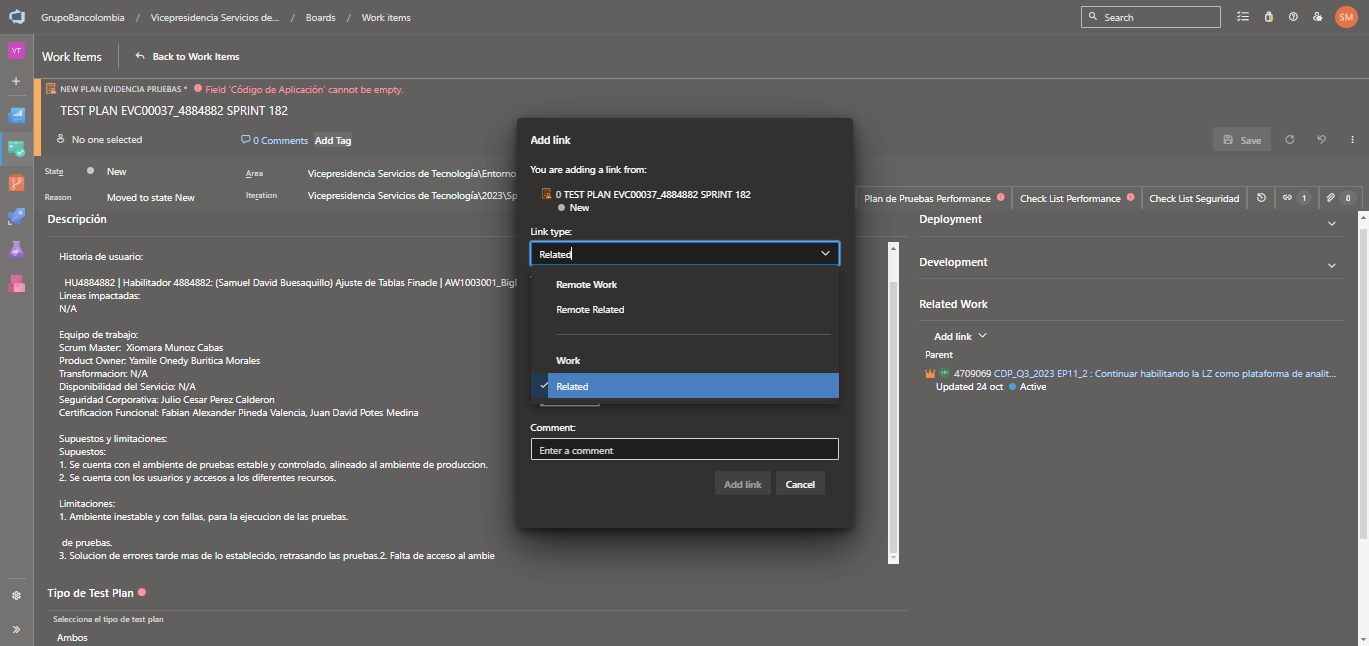 GrupoBancolombia / Vicepresidencia Servicios de... / Boards / Work items
Search
SM
VT
Work Items
Back to Work Items
NEW PLAN EVIDENCIA PRUEBAS * Field 'Código de Aplicación' cannot be empty.
TEST PLAN EVC00037_4884882 SPRINT 182
No one selected
0 Comments
Add Tag
Save
State
New
Area
Vicepresidencia Servicios de Tecnología\Entorno
Reason
Moved to state New
Iteration
Vicepresidencia Servicios de Tecnología\2023\Sp
Plan de Pruebas Performance
Check List Performance
Check List Seguridad
1
0
Descripción
Historia de usuario:
HU4884882 | Habilitador 4884882: (Samuel David Buesaquillo) Ajuste de Tablas Finacle | AW1003001_BigD
Lineas impactadas:
N/A
Equipo de trabajo:
Scrum Master: Xiomara Munoz Cabas
Product Owner: Yamile Onedy Buritica Morales
Transformacion: N/A
Disponibilidad del Servicio: N/A
Seguridad Corporativa: Julio Cesar Perez Calderon
Certificacion Funcional: Fabian Alexander Pineda Valencia, Juan David Potes Medina
Supuestos y limitaciones:
Supuestos:
1. Se cuenta con el ambiente de pruebas estable y controlado, alineado al ambiente de produccion.
2. Se cuenta con los usuarios y accesos a los diferentes recursos.
Limitaciones:
1. Ambiente inestable y con fallas, para la ejecucion de las pruebas.
de pruebas.
3. Solucion de errores tarde mas de lo establecido, retrasando las pruebas.2. Falta de acceso al ambie
Tipo de Test Plan
Selecciona el tipo de test plan
Ambos
Add link
You are adding a link from:
0 TEST PLAN EVC00037_4884882 SPRINT 182
New
Link type:
Related
Remote Work
Remote Related
Work
Related
Comment:
Enter a comment
Add link
Cancel
Deployment
Development
Related Work
Add link
Parent
4709069 CDP_Q3_2023 EP11_2 : Continuar habilitando la LZ como plataforma de analit...
Updated 24 oct
Active